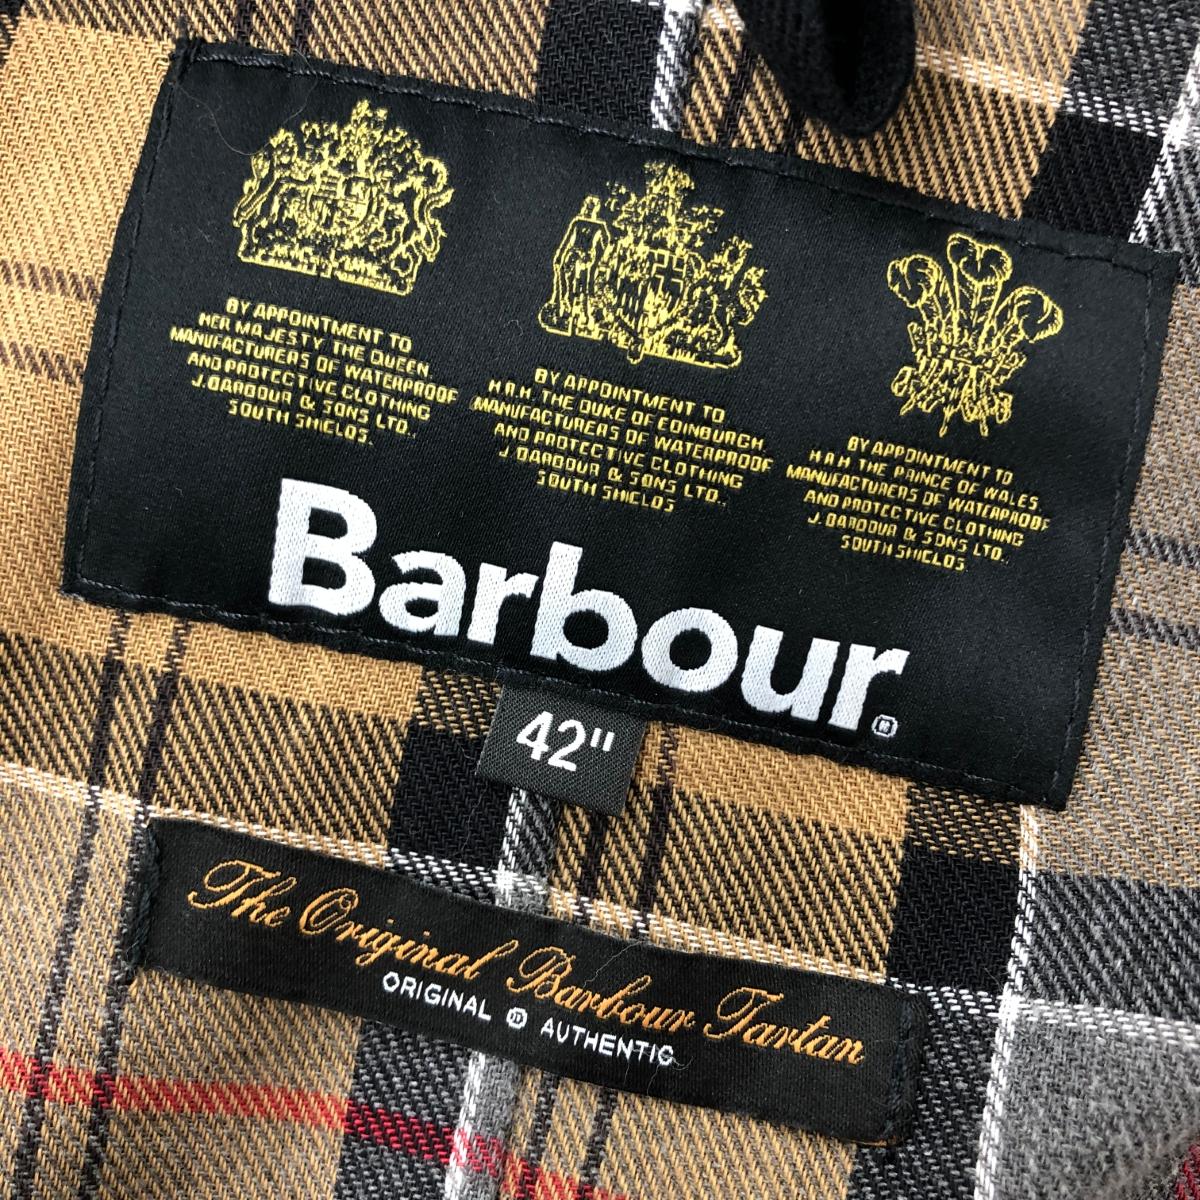 BY APPOINTMENT TO
HER MAJESTY THE QUEEN
MANUFACTURERS OF WATERPROOF
AND PROTECTIVE CLOTHING
J. BARBOUR & SONS LTD.,
SOUTH SHIELDS.
BY APPOINTMENT TO
H.R.H. THE DUKE OF EDINBURGH
MANUFACTURERS OF WATERPROOF
AND PROTECTIVE CLOTHING
J. BARBOUR & SONS LTD.,
SOUTH SHIELDS.
BY APPOINTMENT TO
H.R.H THE PRINCE OF WALES
MANUFACTURERS OF WATERPROOF
AND PROTECTIVE CLOTHING
J. BARBOUR & SONS LTD.,
SOUTH SHIELDS.
Barbour®
42"
The Original Barbour Tartan
ORIGINAL ® AUTHENTIC